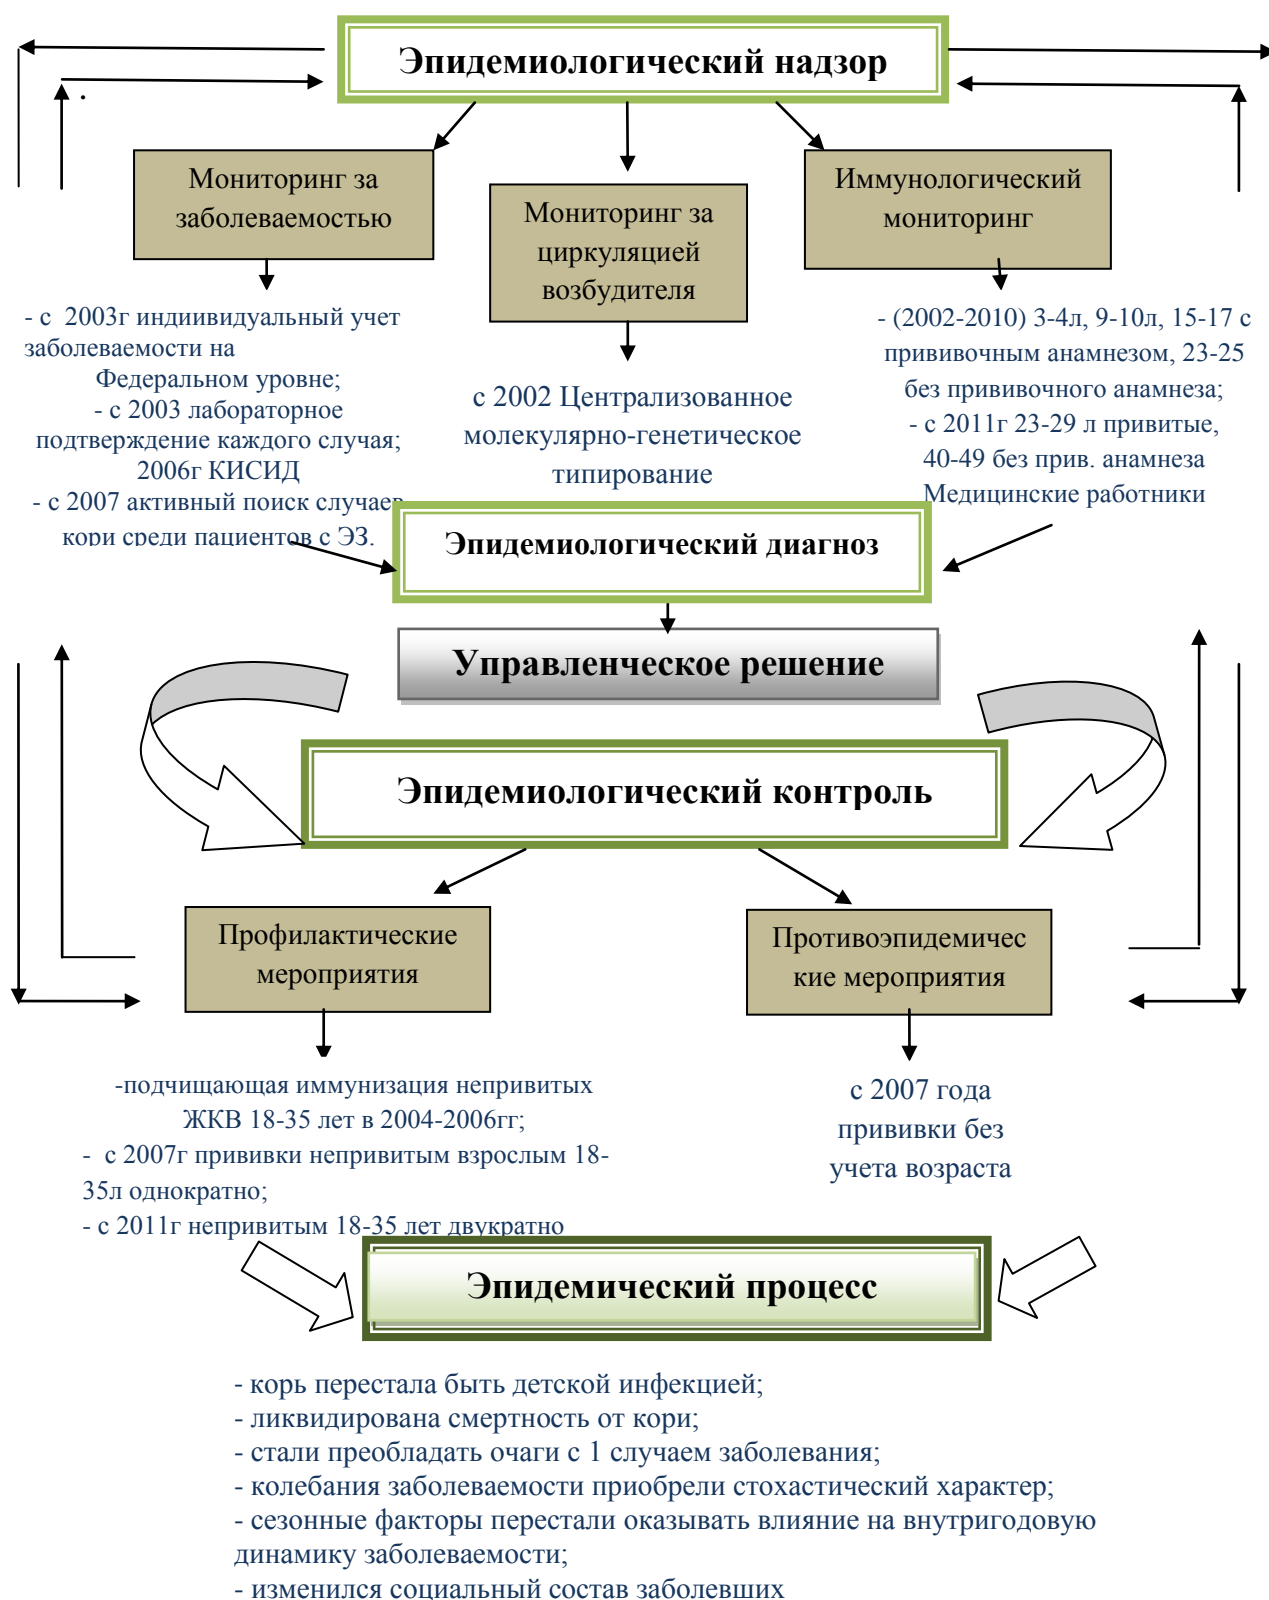 Эпидемиологический надзор
.
Мониторинг за
заболеваемостью
Мониторинг за
циркуляцией
возбудителя
Иммунологический
мониторинг
- с 2003г индиивидуальный учет
заболеваемости на
Федеральном уровне;
- с 2003 лабораторное
подтверждение каждого случая;
2006г КИСИД
- с 2007 активный поиск случаев
кори среди пациентов с ЭЗ.
с 2002 Централизованное
молекулярно-генетическое
типирование
- (2002-2010) 3-4л, 9-10л, 15-17 с
прививочным анамнезом, 23-25
без прививочного анамнеза;
- с 2011г 23-29 л привитые,
40-49 без прив. анамнеза
Медицинские работники
Эпидемиологический диагноз
Управленческое решение
Эпидемиологический контроль
Профилактические
мероприятия
Противоэпидемичес
кие мероприятия
-подчищающая иммунизация непривитых
ЖКВ 18-35 лет в 2004-2006гг;
- с 2007г прививки непривитым взрослым 18-
35л однократно;
- с 2011г непривитым 18-35 лет двукратно
с 2007 года
прививки без
учета возраста
Эпидемический процесс
- корь перестала быть детской инфекцией;
- ликвидирована смертность от кори;
- стали преобладать очаги с 1 случаем заболевания;
- колебания заболеваемости приобрели стохастический характер;
- сезонные факторы перестали оказывать влияние на внутригодовую
динамику заболеваемости;
- изменился социальный состав заболевших